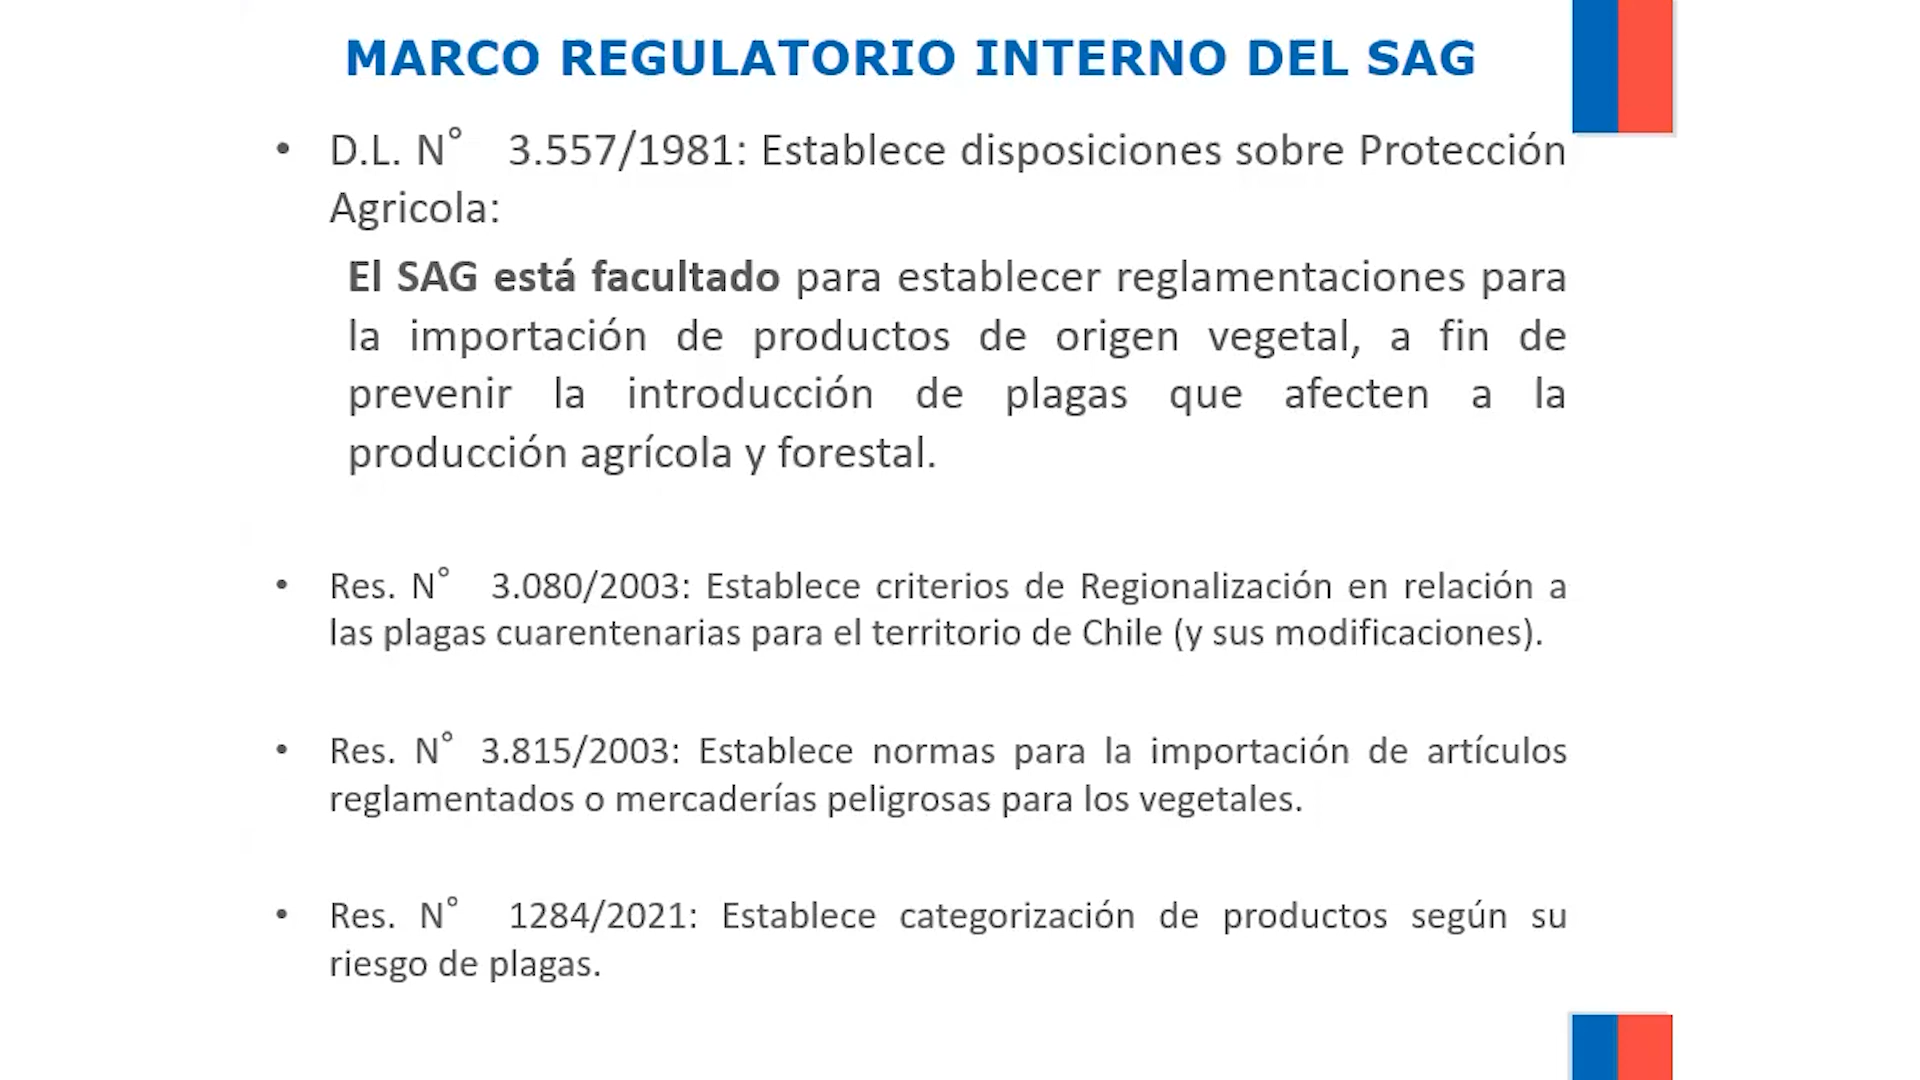 MARCO REGULATORIO INTERNO DEL SAG
• D.L. N° 3.557/1981: Establece disposiciones sobre Protección
Agricola:
El SAG está facultado para establecer reglamentaciones para
la importación de productos de origen vegetal, a fin de
prevenir la introducción de plagas que afecten a la
producción agrícola y forestal.
• Res. N° 3.080/2003: Establece criterios de Regionalización en relación a
las plagas cuarentenarias para el territorio de Chile (y sus modificaciones).
• Res. N° 3.815/2003: Establece normas para la importación de artículos
reglamentados o mercaderías peligrosas para los vegetales.
• Res. N° 1284/2021: Establece categorización de productos según su
riesgo de plagas.